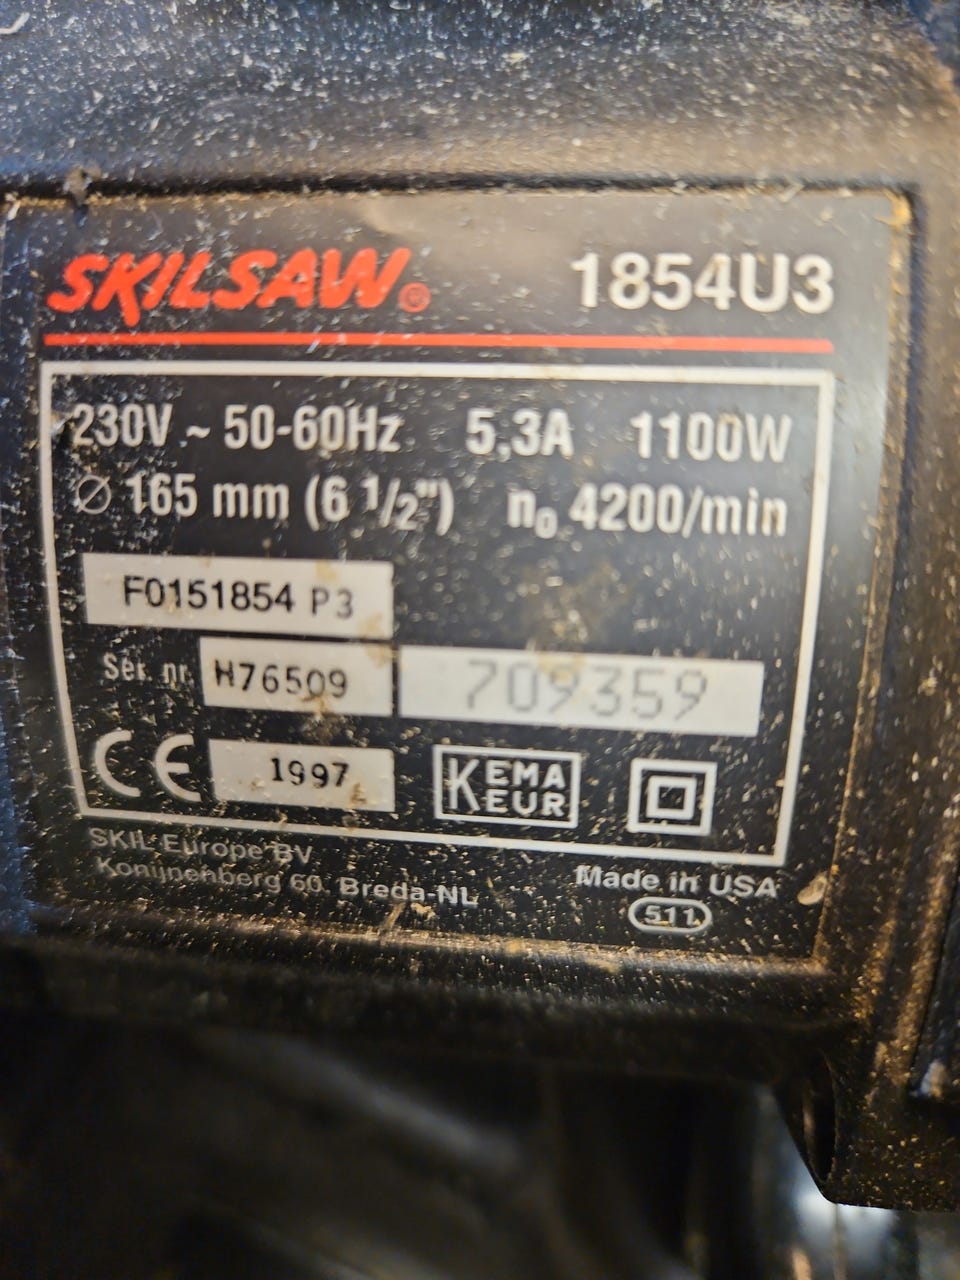 SKILSAW® 1854U3
230V ~ 50-60Hz 5,3A 1100W
∅ 165 mm (6 1/2") n₀ 4200/min
F0151854 P3
Ser. nr. H76509 709359
CE 1997 KEMA EUR
SKIL Europe BV
Konijnenberg 60. Breda-NL Made in USA
511